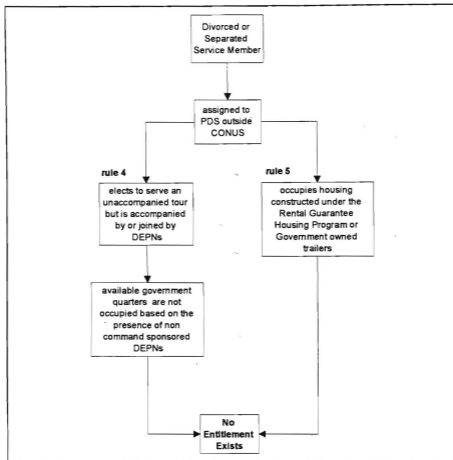 Divorced or
Separated
Service Member
assigned to
PDS outside
CONUS
rule 4
elects to serve an
unaccompanied tour
but is accompanied
by or joined by
DEPNs
available government
quarters are not
occupied based on the
presence of non
command sponsored
DEPNs
rule 5
occupies housing
constructed under the
Rental Guarantee
Housing Program or
Government owned
trailers
No
Entitlement
Exists